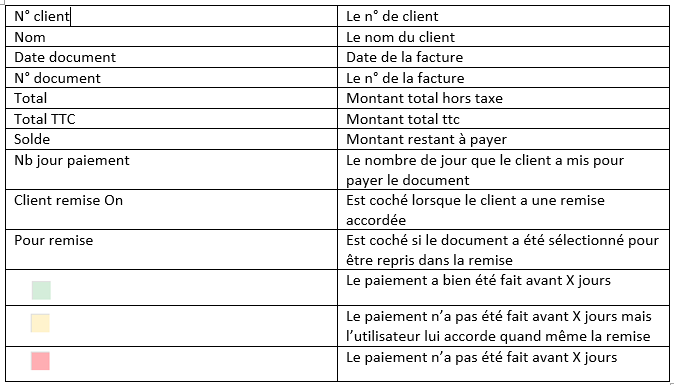 N° client Le n° de client
Nom Le nom du client
Date document Date de la facture
N° document Le n° de la facture
Total Montant total hors taxe
Total TTC Montant total ttc
Solde Montant restant à payer
Nb jour paiement Le nombre de jour que le client a mis pour
payer le document
Client remise On Est coché lorsque le client a une remise
accordée
Pour remise Est coché si le document a été sélectionné pour
être repris dans la remise
Le paiement a bien été fait avant X jours
Le paiement n’a pas été fait avant X jours mais
l’utilisateur lui accorde quand même la remise
Le paiement n’a pas été fait avant X jours